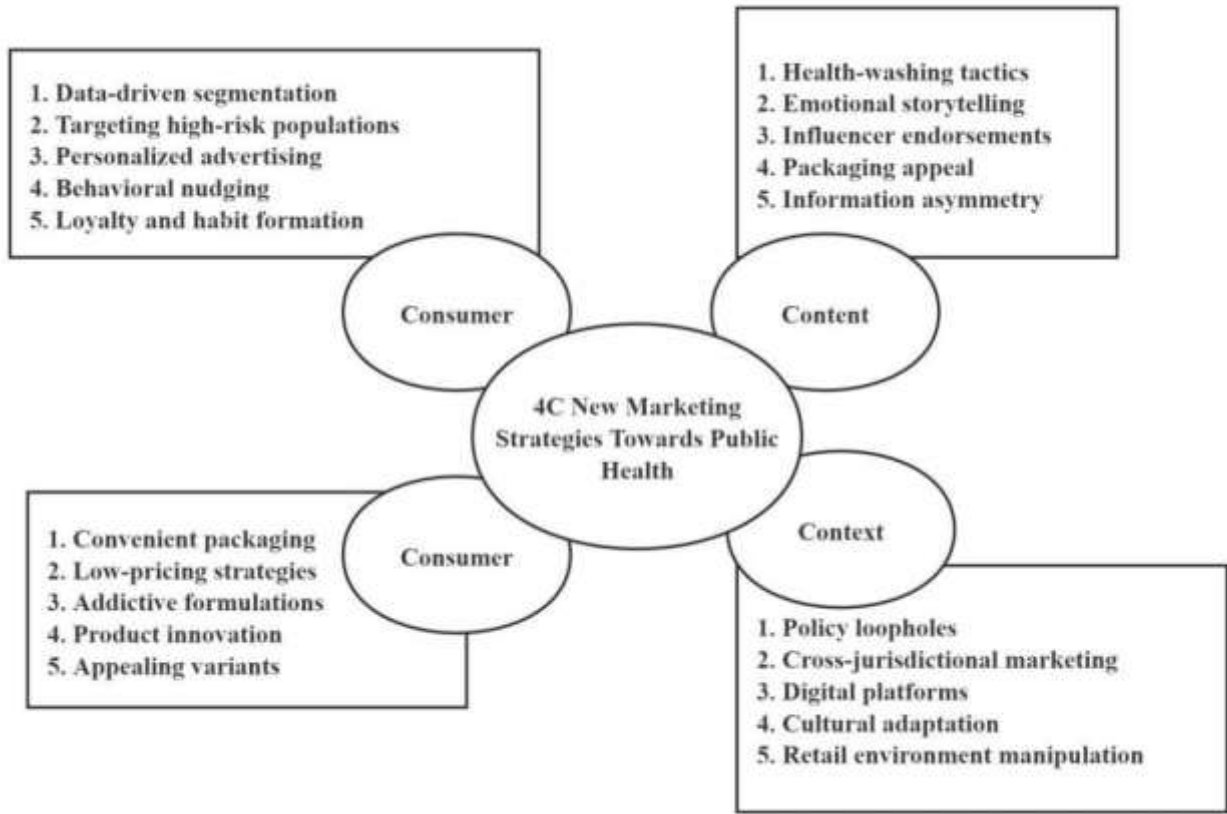 1. Data-driven segmentation
2. Targeting high-risk populations
3. Personalized advertising
4. Behavioral nudging
5. Loyalty and habit formation
Consumer
1. Health-washing tactics
2. Emotional storytelling
3. Influencer endorsements
4. Packaging appeal
5. Information asymmetry
Content
4C New Marketing
Strategies Towards Public
Health
1. Convenient packaging
2. Low-pricing strategies
3. Addictive formulations
4. Product innovation
5. Appealing variants
Consumer
Context
1. Policy loopholes
2. Cross-jurisdictional marketing
3. Digital platforms
4. Cultural adaptation
5. Retail environment manipulation